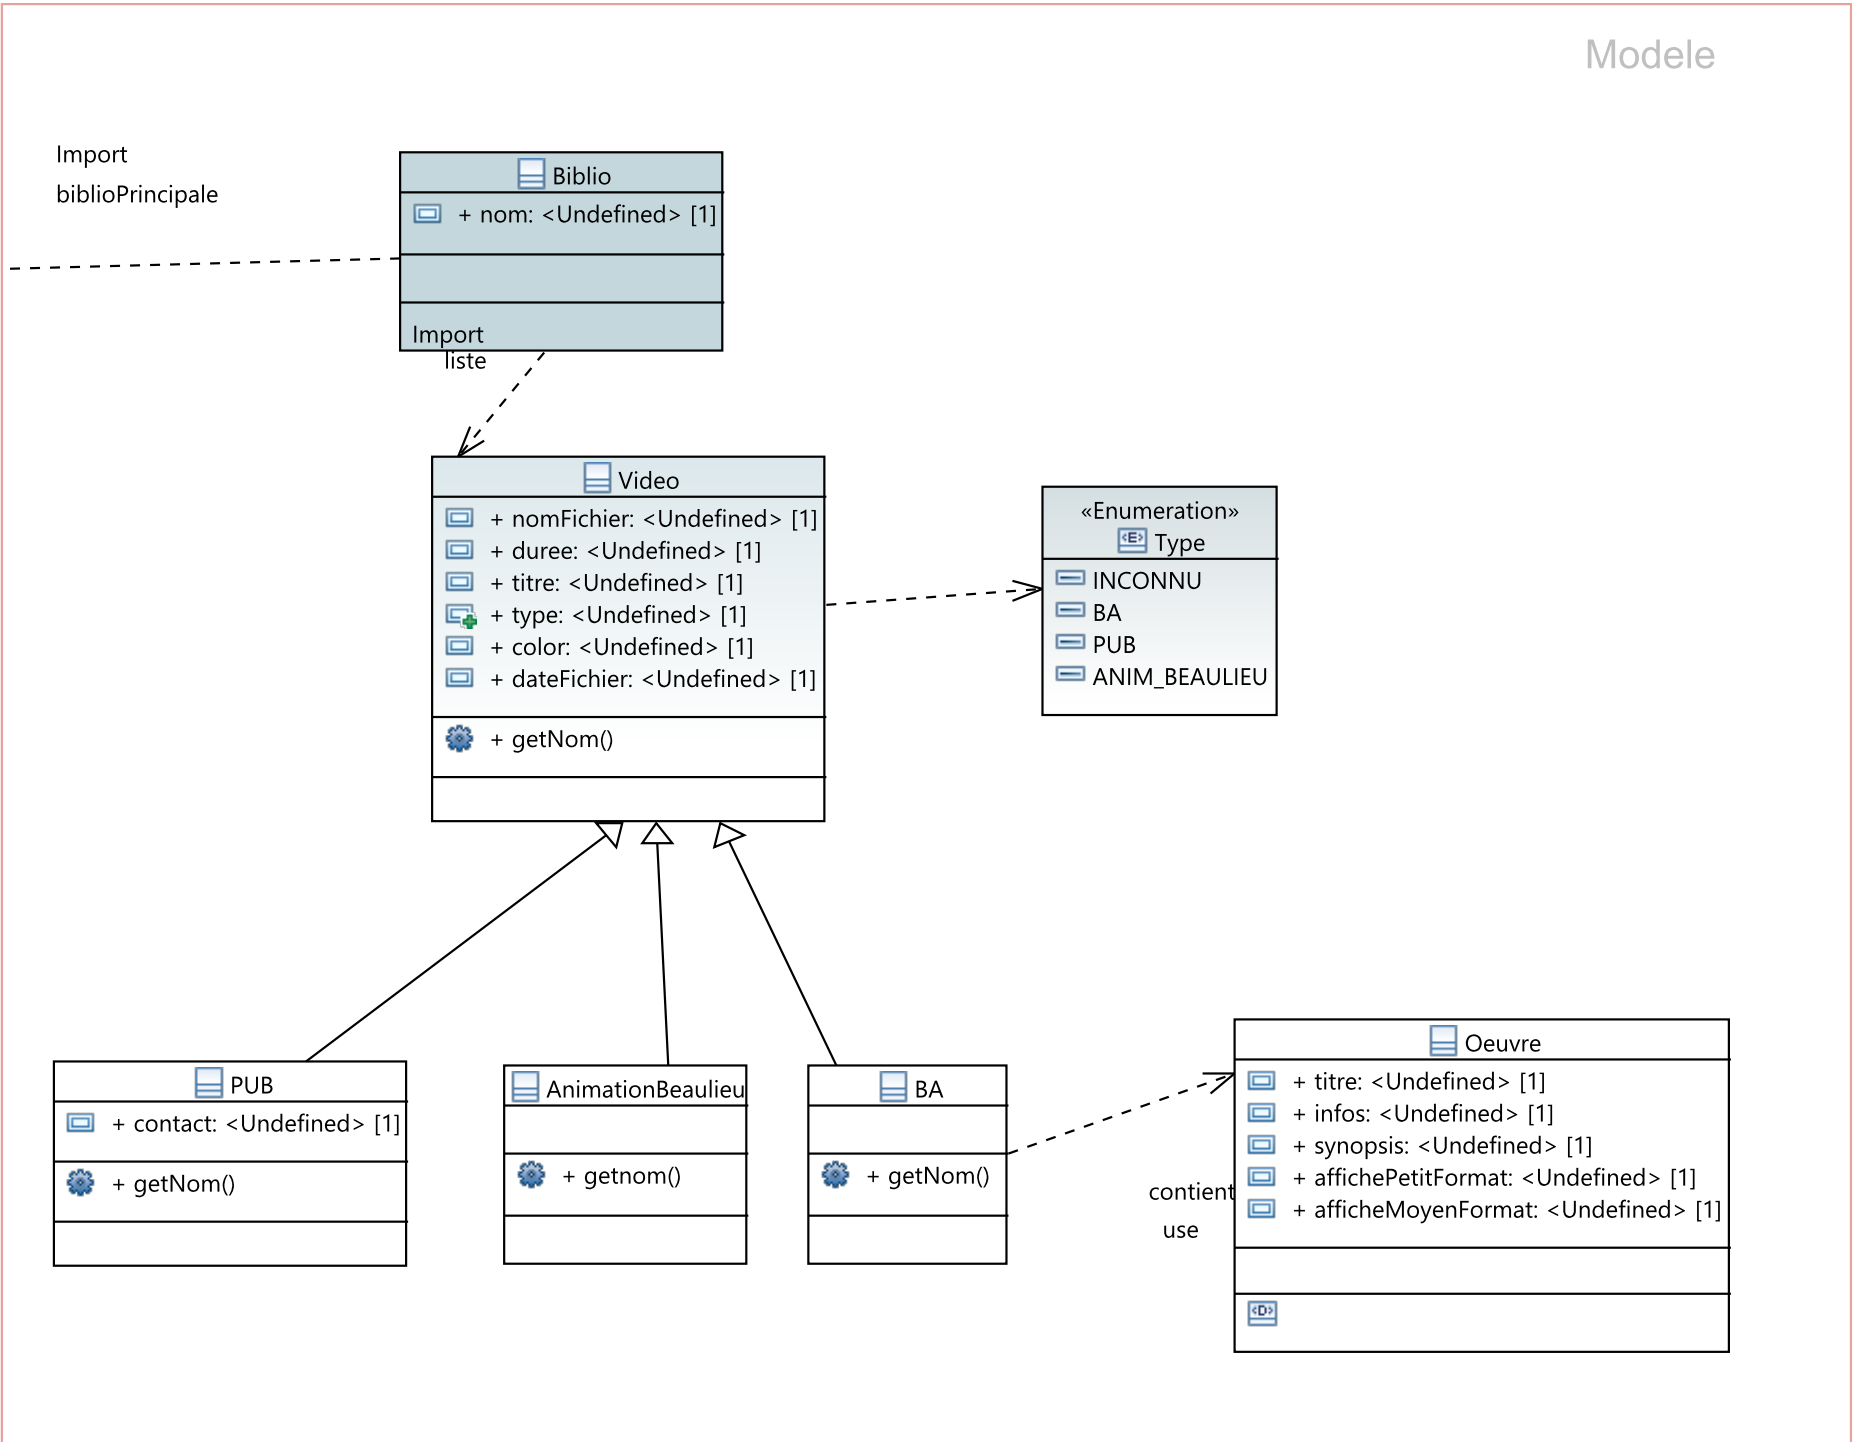 Modele
Import
biblioPrincipale
Biblio
+ nom: <Undefined> [1]
Import
liste
Video
+ nomFichier: <Undefined> [1]
+ duree: <Undefined> [1]
+ titre: <Undefined> [1]
+ type: <Undefined> [1]
+ color: <Undefined> [1]
+ dateFichier: <Undefined> [1]
+ getNom()
«Enumeration»
<E> Type
INCONNU
BA
PUB
ANIM_BEAULIEU
PUB
+ contact: <Undefined> [1]
+ getNom()
AnimationBeaulieu
+ getnom()
BA
+ getNom()
contient
use
Oeuvre
+ titre: <Undefined> [1]
+ infos: <Undefined> [1]
+ synopsis: <Undefined> [1]
+ affichePetitFormat: <Undefined> [1]
+ afficheMoyenFormat: <Undefined> [1]
<D>